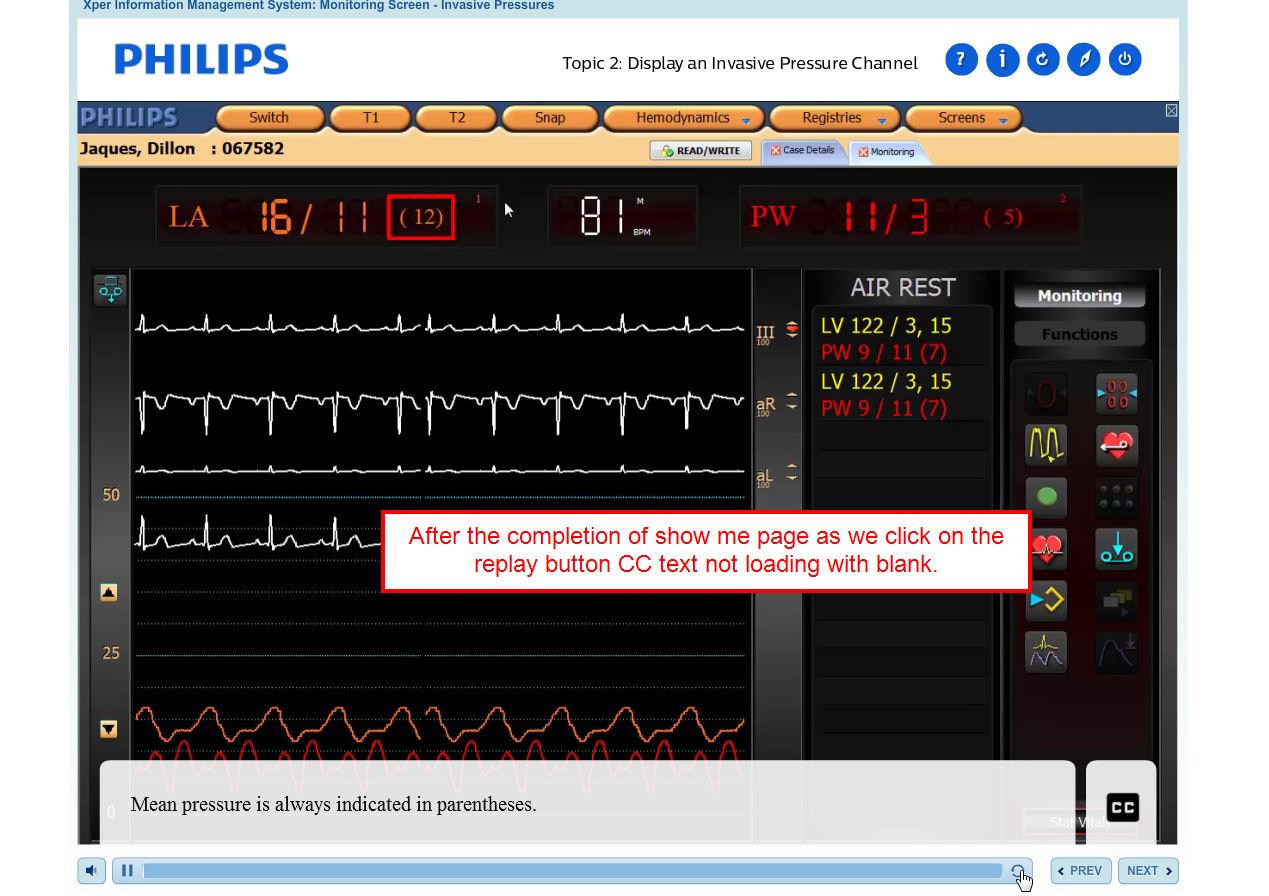 Xper Information Management System: Monitoring Screen - Invasive Pressures
PHILIPS
Topic 2: Display an Invasive Pressure Channel
? i
PHILIPS
Switch
T1
T2
Snap
Hemodynamics
Registries
Screens
Jaques, Dillon : 067582
READ/WRITE
Case Details
Monitoring
LA 16 / 11 (12) 1
81 M
BPM
PW 11 / 3 ( 5) 2
AIR REST
LV 122 / 3, 15
PW 9 / 11 (7)
LV 122 / 3, 15
PW 9 / 11 (7)
Monitoring
Functions
III
100
aR
100
aL
100
50
25
0
After the completion of show me page as we click on the
replay button CC text not loading with blank.
Mean pressure is always indicated in parentheses.
Stat Vitals
CC
PREV
NEXT